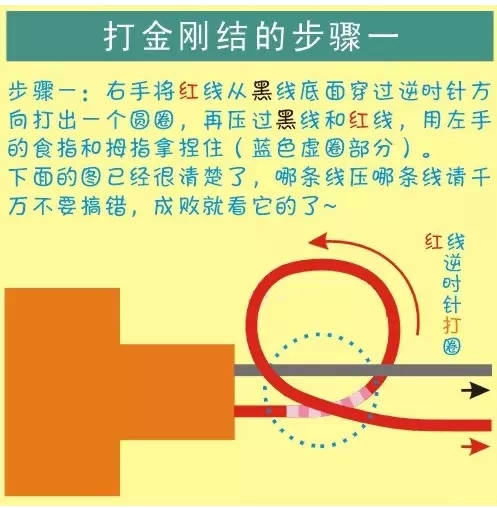 打金刚结的步骤一
步骤一：右手将红线从黑线底面穿过逆时针方
向打出一个圆圈，再压过黑线和红线，用左手
的食指和拇指拿捏住（蓝色虚圈部分）。
下面的图已经很清楚了，哪条线压哪条线请千
万不要搞错，成败就看它的了~
红线逆时针打圈